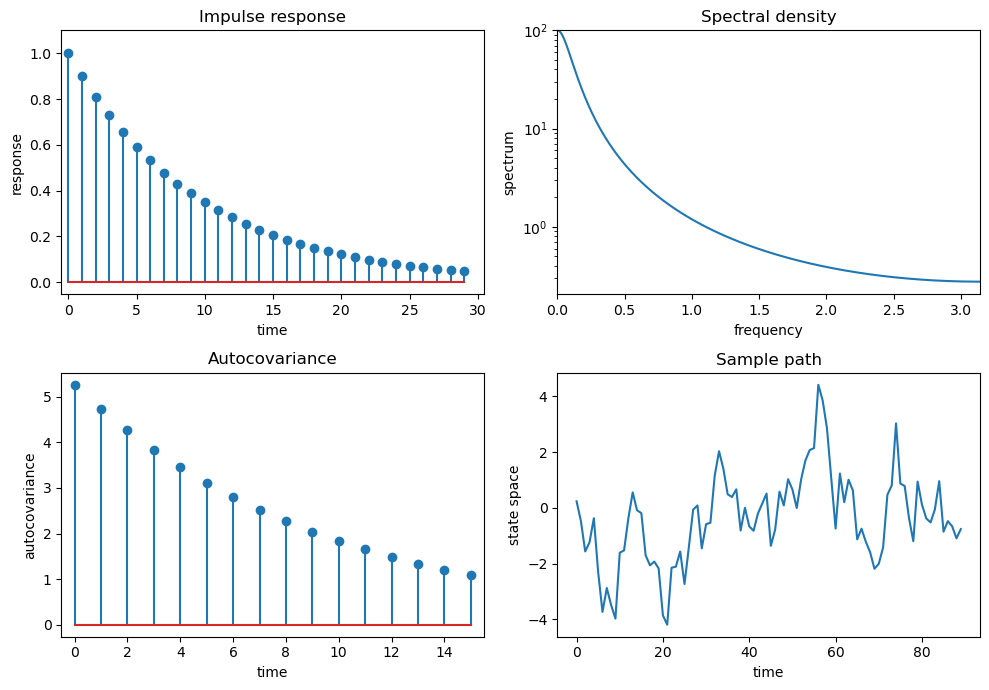 Impulse response
response
1.0
0.8
0.6
0.4
0.2
0.0
0 5 10 15 20 25 30
time
Spectral density
spectrum
10²
10¹
10⁰
0.0 0.5 1.0 1.5 2.0 2.5 3.0
frequency
Autocovariance
autocovariance
5
4
3
2
1
0
0 2 4 6 8 10 12 14
time
Sample path
state space
4
2
0
−2
−4
0 20 40 60 80
time